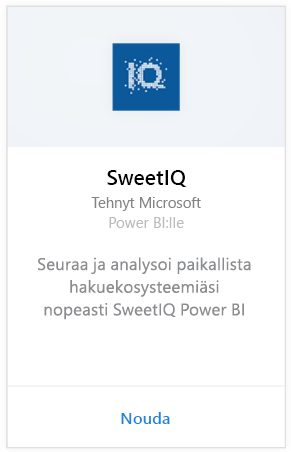 IQ
SweetIQ
Tehnyt Microsoft
Power BI:lle
Seuraa ja analysoi paikallista
hakuekosysteemiäsi
nopeasti SweetIQ Power BI
Nouda